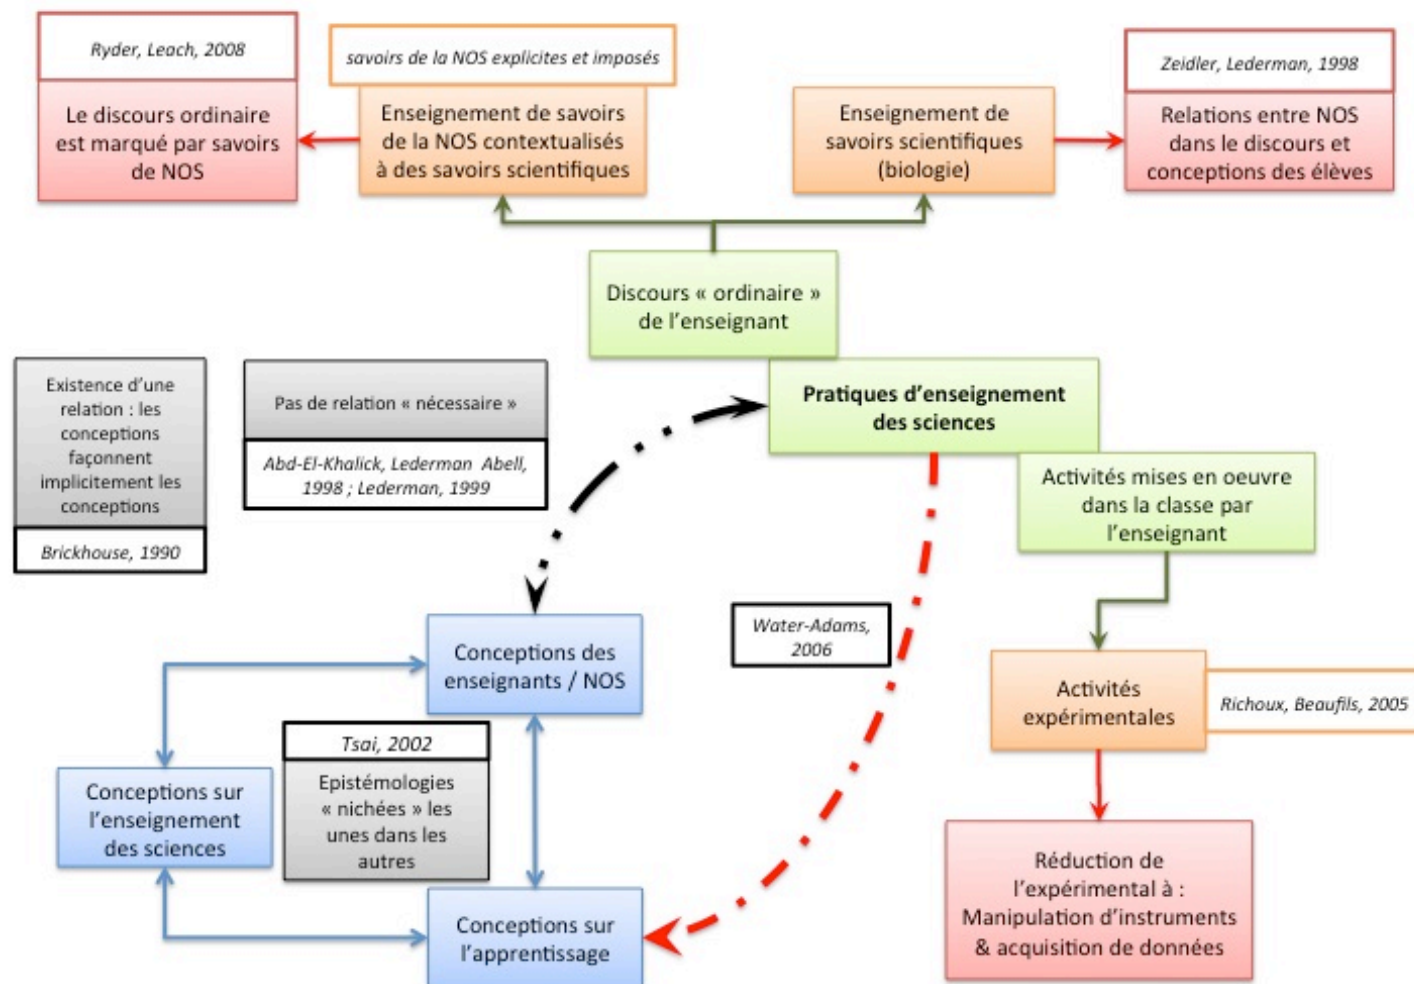 Ryder, Leach, 2008
Le discours ordinaire
est marqué par savoirs
de NOS
savoirs de la NOS explicites et imposés
Enseignement de savoirs
de la NOS contextualisés
à des savoirs scientifiques
Enseignement de
savoirs scientifiques
(biologie)
Zeidler, Lederman, 1998
Relations entre NOS
dans le discours et
conceptions des élèves
Discours « ordinaire »
de l'enseignant
Existence d'une
relation : les
conceptions
façonnent
implicitement les
conceptions
Brickhouse, 1990
Pas de relation « nécessaire »
Abd-El-Khalick, Lederman Abell,
1998 ; Lederman, 1999
Pratiques d'enseignement
des sciences
Activités mises en oeuvre
dans la classe par
l'enseignant
Water-Adams,
2006
Conceptions des
enseignants / NOS
Activités
expérimentales
Richoux, Beaufils, 2005
Tsai, 2002
Epistémologies
« nichées » les
unes dans les
autres
Conceptions sur
l'enseignement
des sciences
Conceptions sur
l'apprentissage
Réduction de
l'expérimental à :
Manipulation d'instruments
& acquisition de données